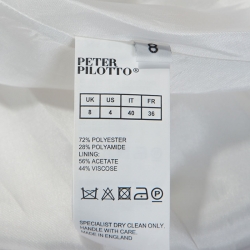 8
PETER
PILOTTO®
UK US IT FR
8 4 40 36
72% POLYESTER
28% POLYAMIDE
LINING:
56% ACETATE
44% VISCOSE
P
SPECIALIST DRY CLEAN ONLY
HANDLE WITH CARE.
MADE IN ENGLAND